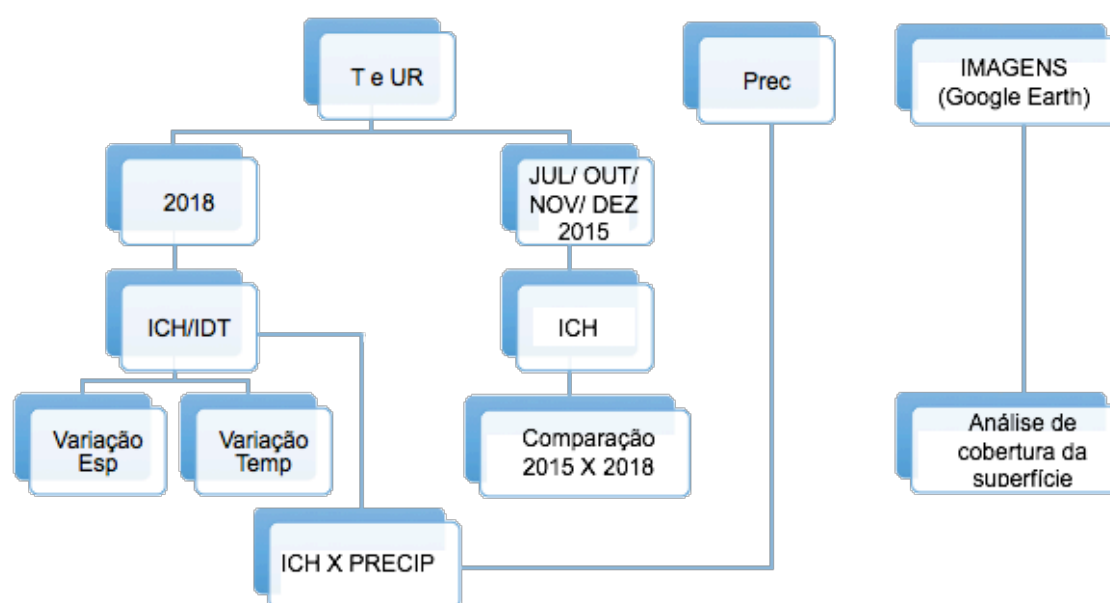 T e UR
Prec
IMAGENS
(Google Earth)
2018
JUL/ OUT/
NOV/ DEZ
2015
ICH/IDT
ICH
Variação
Esp
Variação
Temp
Comparação
2015 X 2018
Análise de
cobertura da
superfície
ICH X PRECIP